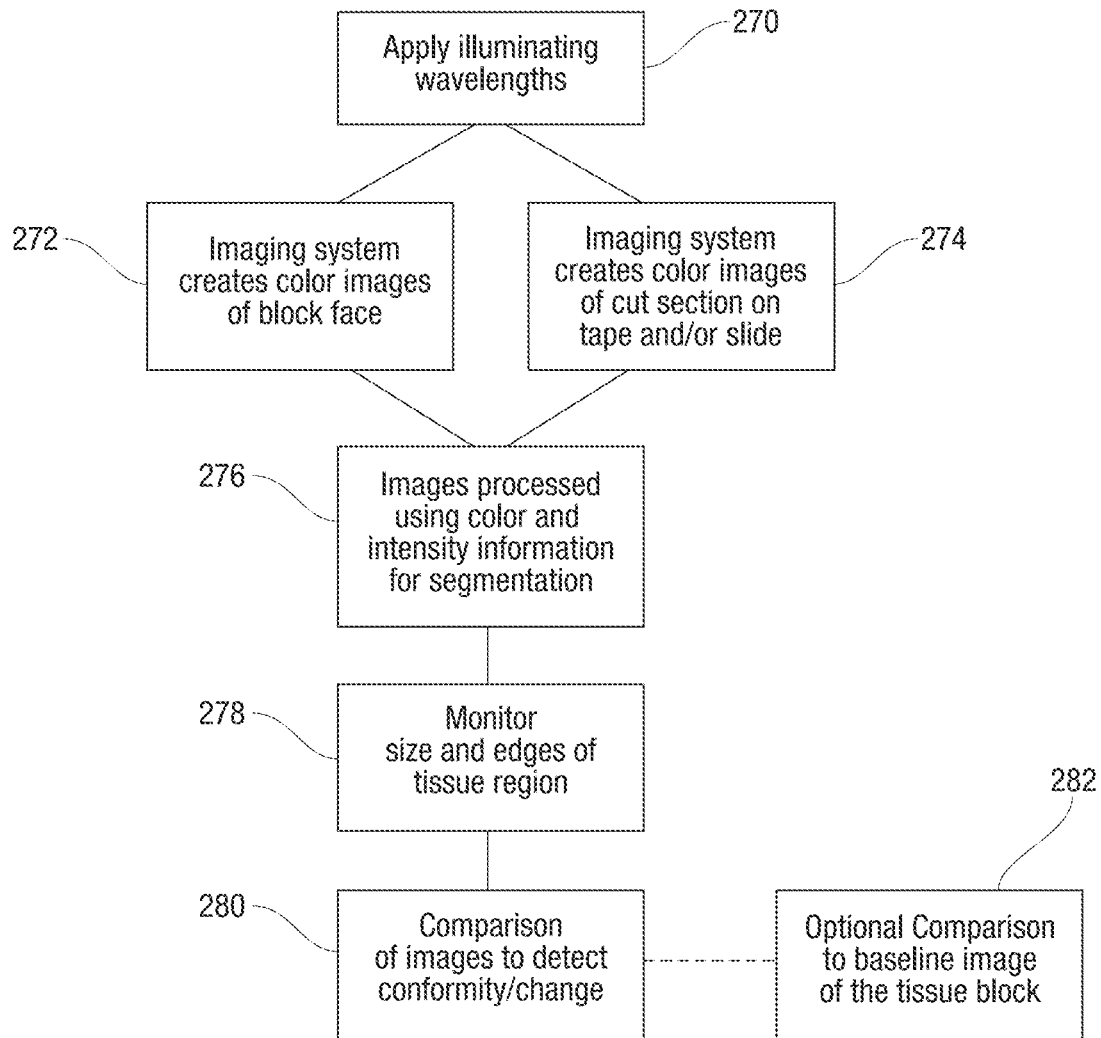 Apply illuminating
wavelengths
270
272
Imaging system
creates color images
of block face
Imaging system
creates color images
of cut section on
tape and/or slide
274
276
Images processed
using color and
intensity information
for segmentation
278
Monitor
size and edges of
tissue region
282
280
Comparison
of images to detect
conformity/change
Optional Comparison
to baseline image
of the tissue block